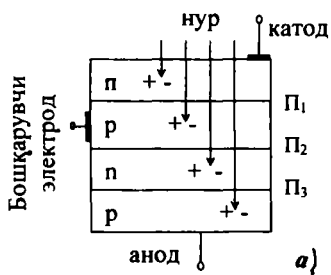 нур
катод
п
+ -
П₁
р
+ -
Бошқарувчи
электрод
П₂
n
+ -
П₃
р
+ -
анод
а)